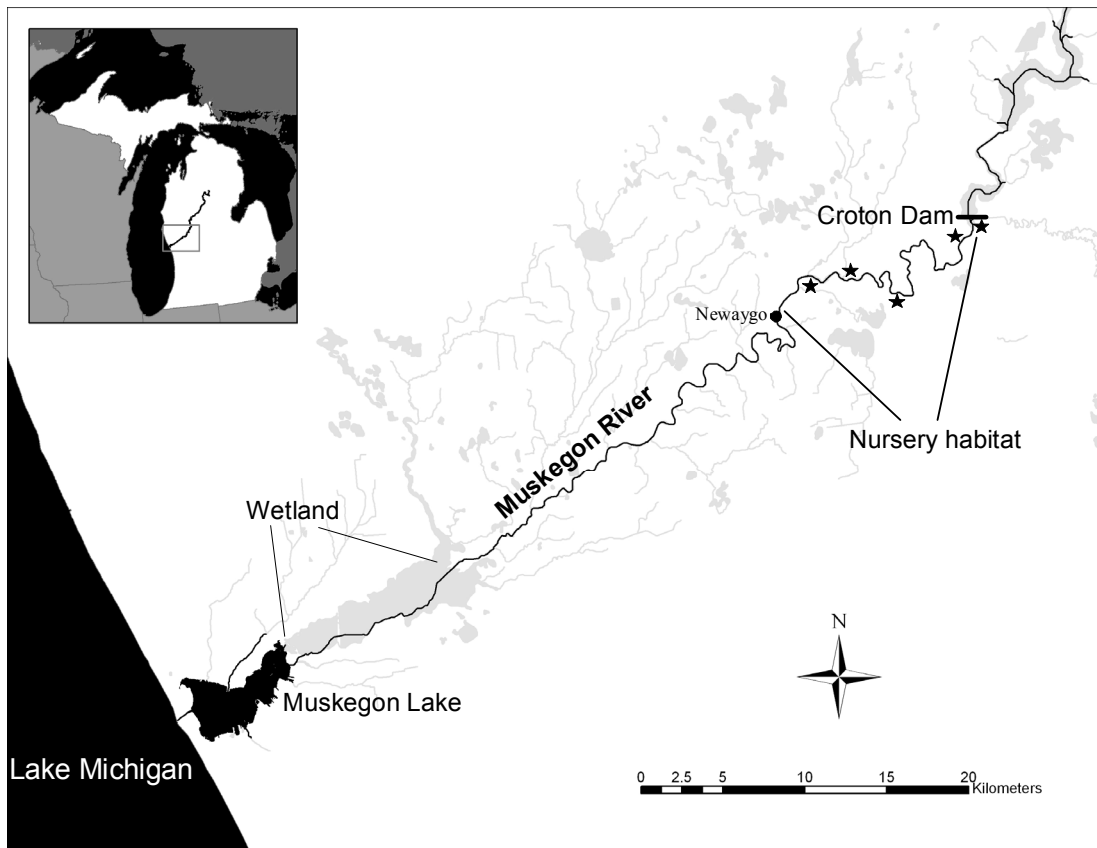 Croton Dam
Newaygo
Nursery habitat
Muskegon River
Wetland
N
Muskegon Lake
Lake Michigan
0 2.5 5 10 15 20
Kilometers